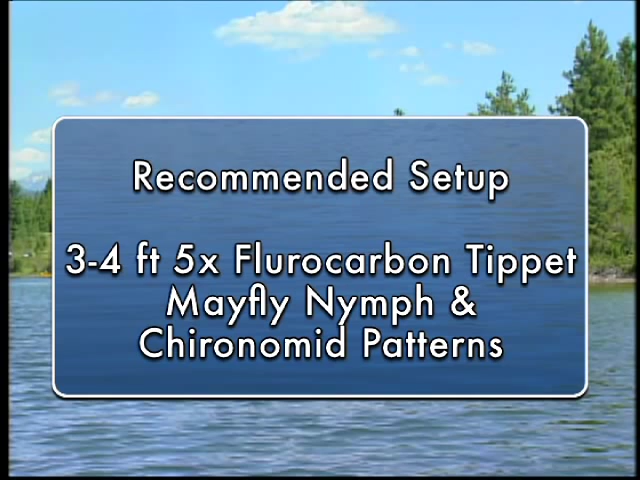 Recommended Setup
3-4 ft 5x Flurocarbon Tippet
Mayfly Nymph &
Chironomid Patterns